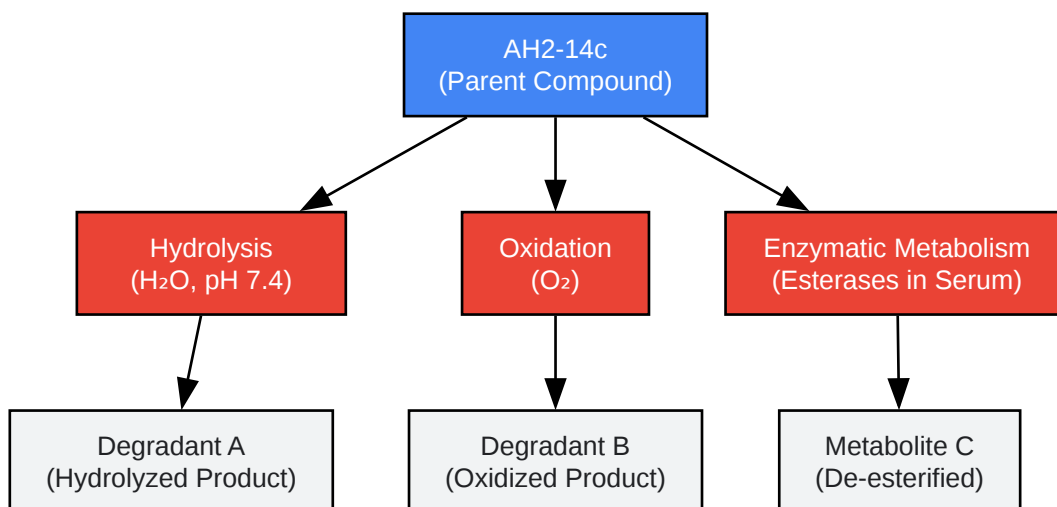 AH2-14c
(Parent Compound)
Hydrolysis
(H₂O, pH 7.4)
Oxidation
(O₂)
Enzymatic Metabolism
(Esterases in Serum)
Degradant A
(Hydrolyzed Product)
Degradant B
(Oxidized Product)
Metabolite C
(De-esterified)